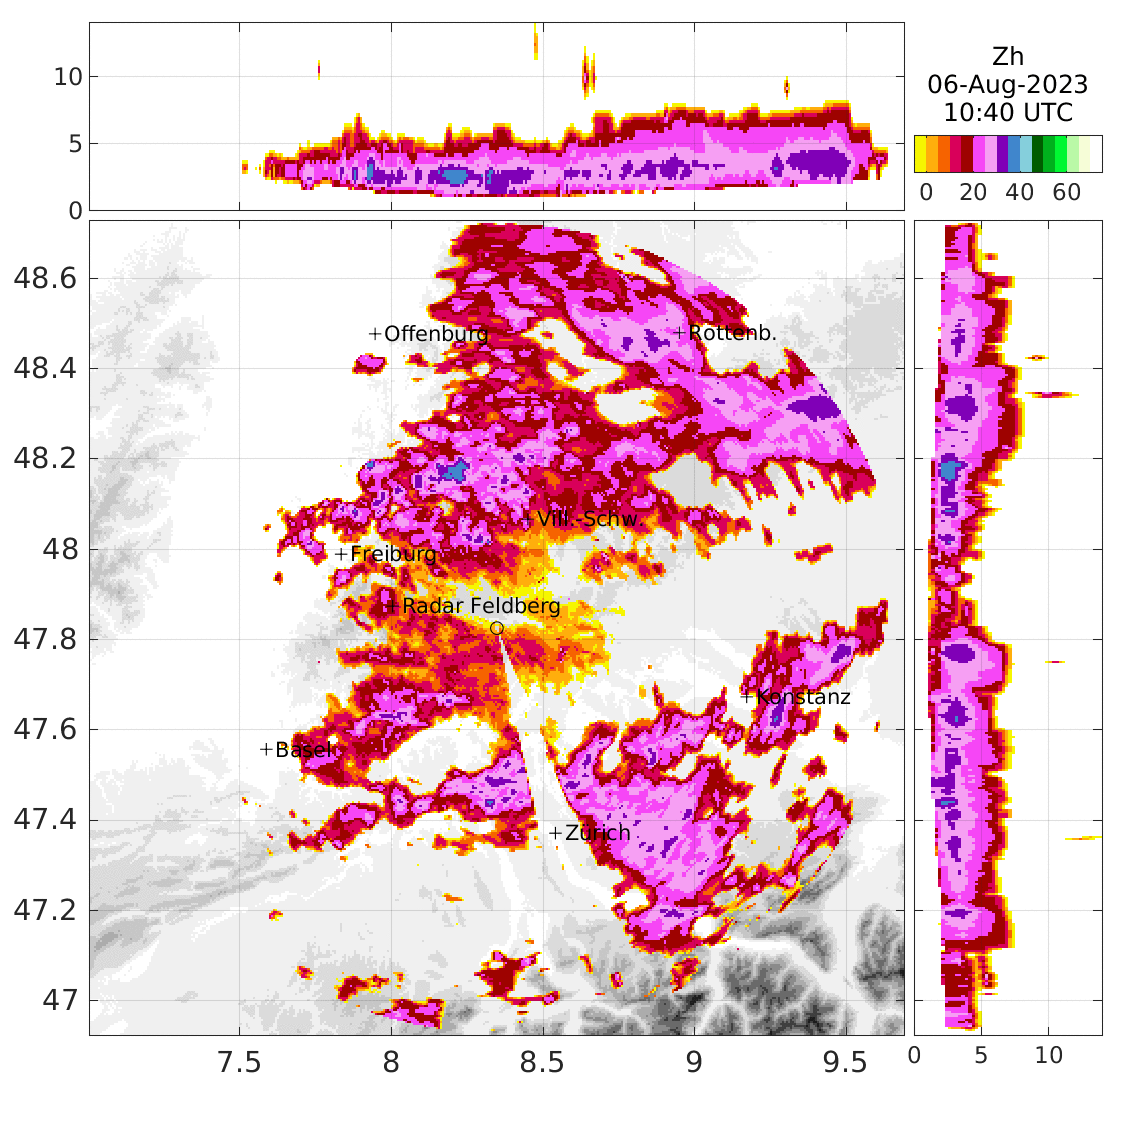 10
5
0
Zh
06-Aug-2023
10:40 UTC
0 20 40 60
48.6
48.4
48.2
48
47.8
47.6
47.4
47.2
47
Offenburg
Rottenb.
Vill.-Schw.
Freiburg
Radar Feldberg
Konstanz
Basel
Zürich
7.5 8 8.5 9 9.5
0 5 10